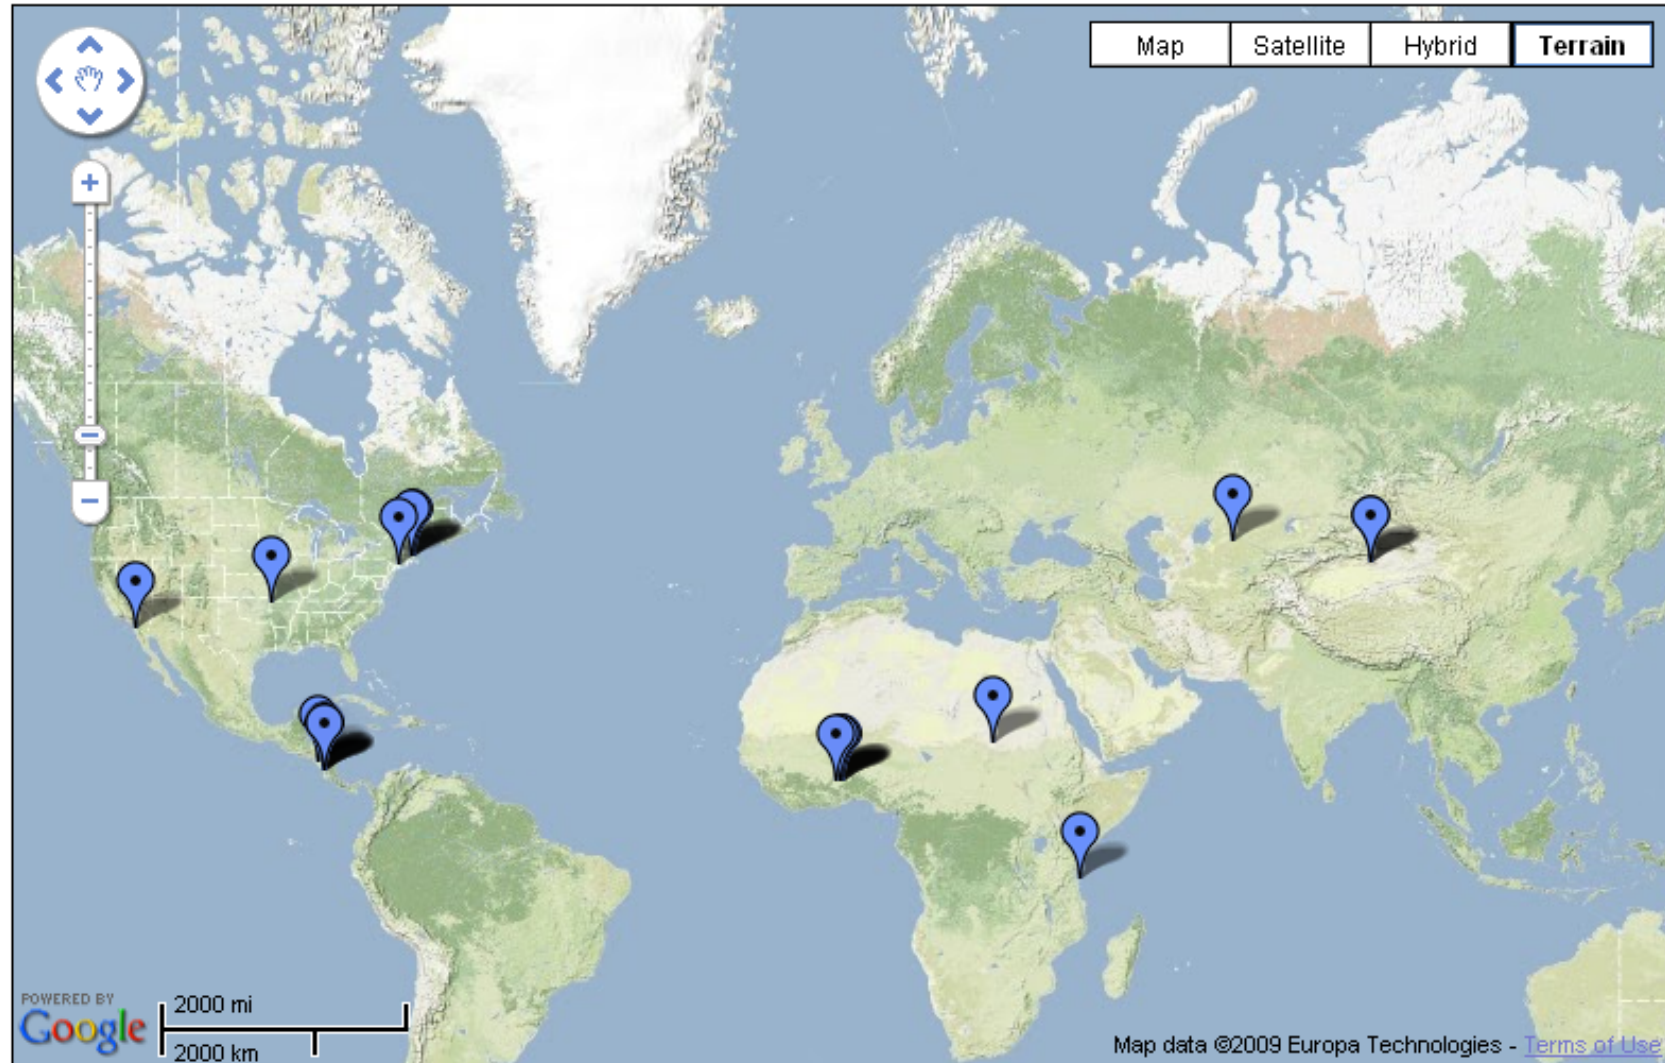 Map Satellite Hybrid Terrain
POWERED BY
Google
2000 mi
2000 km
Map data ©2009 Europa Technologies - Terms of Use